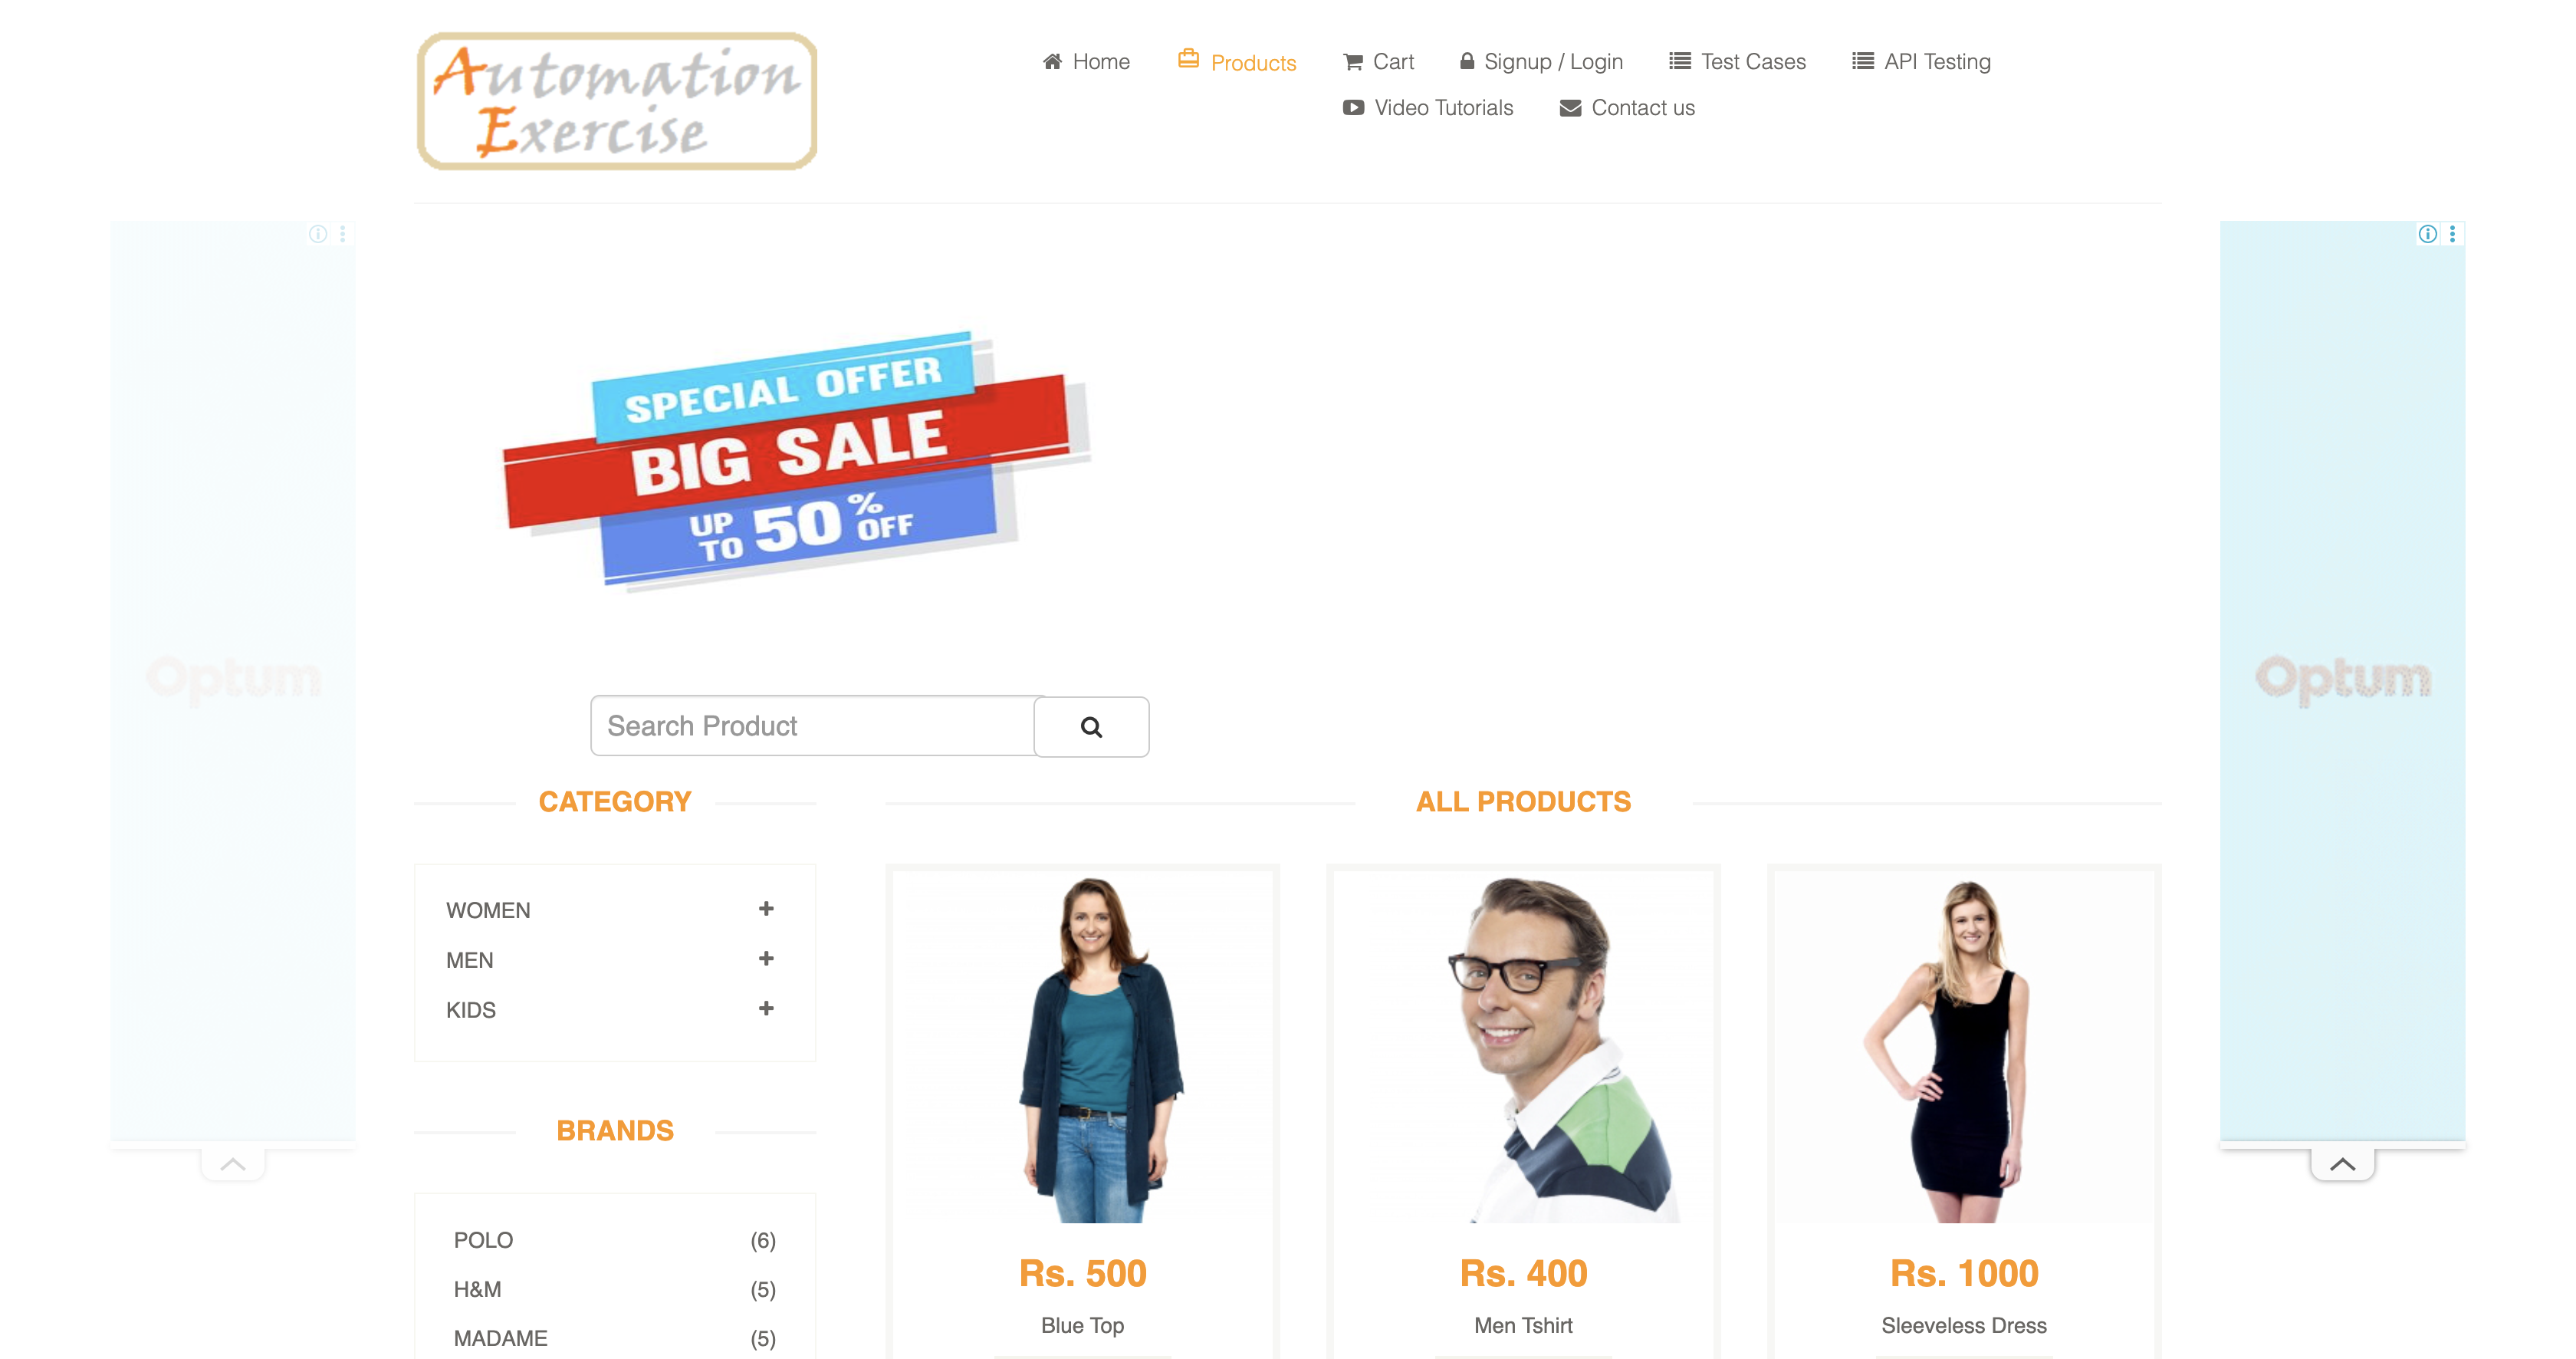 Automation
Exercise
Home
Products
Cart
Signup / Login
Test Cases
API Testing
Video Tutorials
Contact us
SPECIAL OFFER
BIG SALE
UP TO 50% OFF
Optum
Optum
Search Product
CATEGORY
WOMEN
MEN
KIDS
BRANDS
POLO (6)
H&M (5)
MADAME (5)
ALL PRODUCTS
Rs. 500
Blue Top
Rs. 400
Men Tshirt
Rs. 1000
Sleeveless Dress